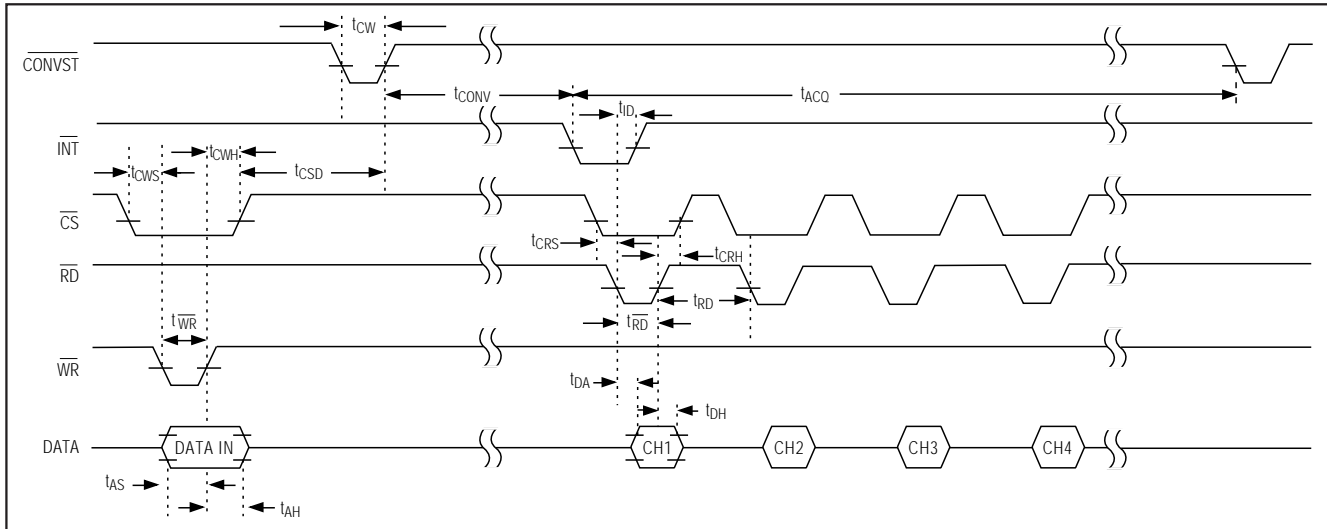 tCW
CONVST
tCONV
tACQ
tID
INT
tCWH
tCWS
tCSD
CS
tCRS
tCRH
RD
tRD
tWR
tRD
WR
tDA
tDH
DATA
DATA IN
CH1
CH2
CH3
CH4
tAS
tAH